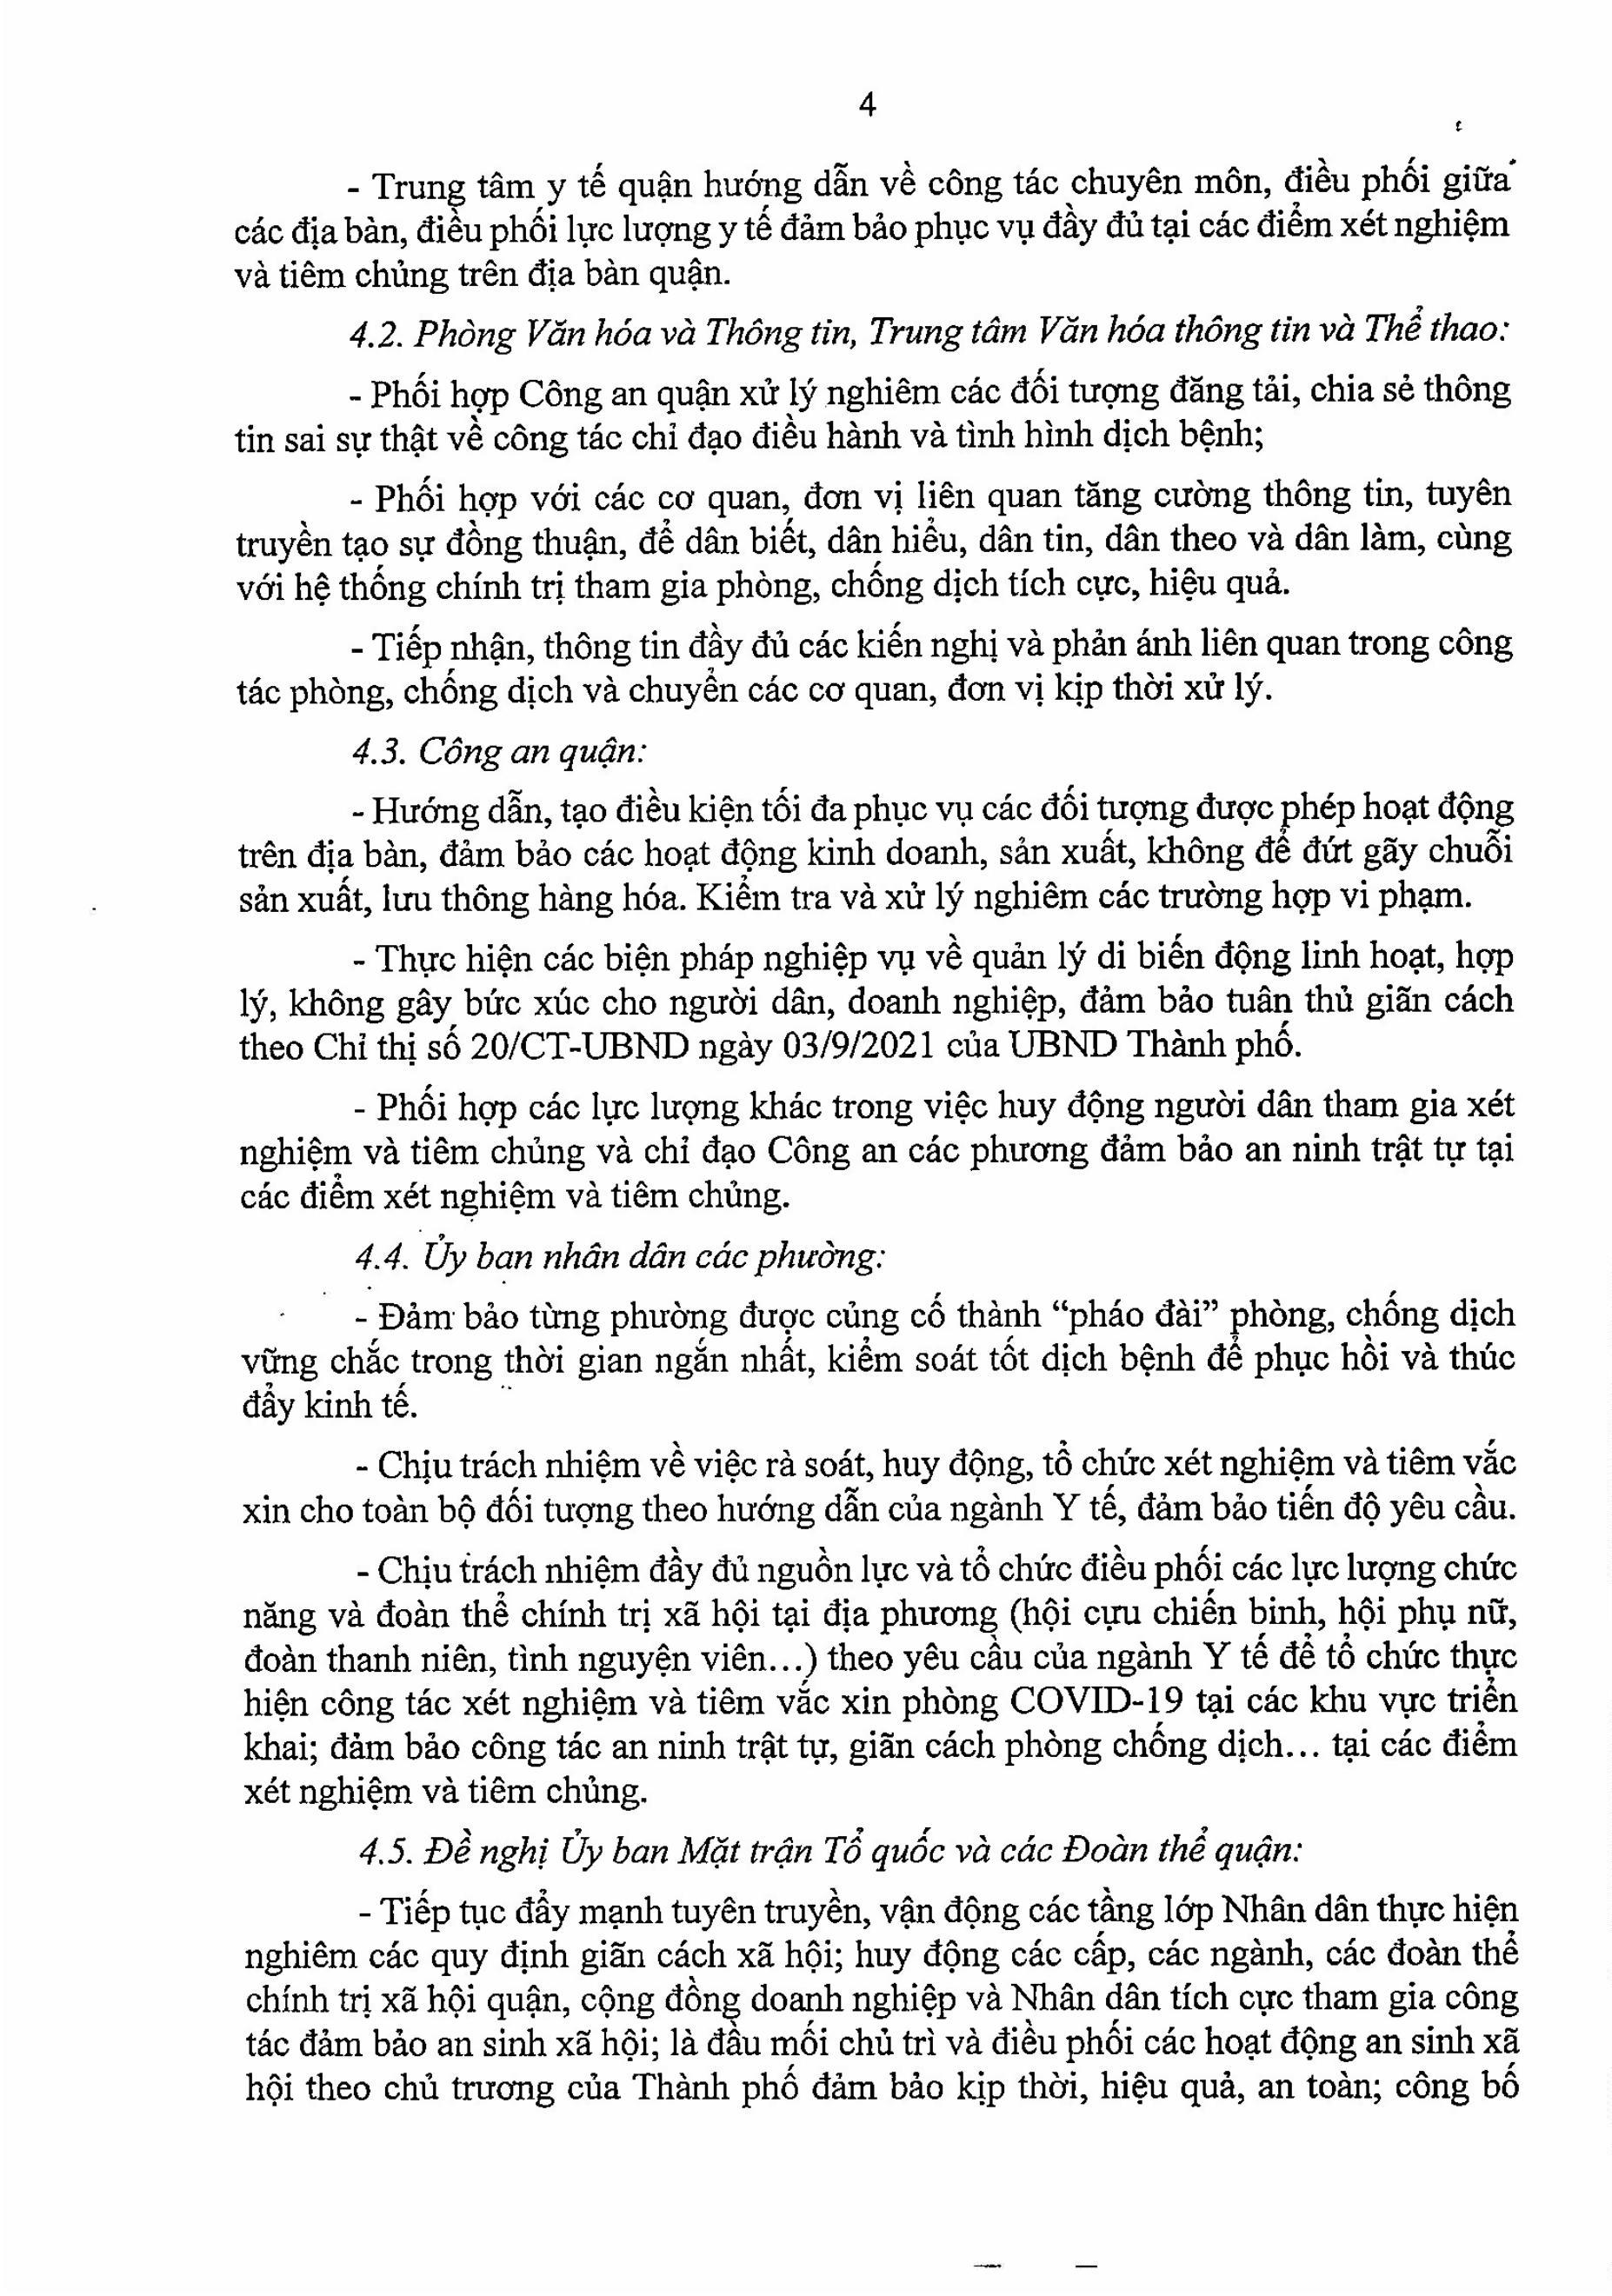 4
- Trung tâm y tế quận hướng dẫn về công tác chuyên môn, điều phối giữa
các địa bàn, điều phối lực lượng y tế đảm bảo phục vụ đầy đủ tại các điểm xét nghiệm
và tiêm chủng trên địa bàn quận.
4.2. Phòng Văn hóa và Thông tin, Trung tâm Văn hóa thông tin và Thể thao:
- Phối hợp Công an quận xử lý nghiêm các đối tượng đăng tải, chia sẻ thông
tin sai sự thật về công tác chỉ đạo điều hành và tình hình dịch bệnh;
- Phối hợp với các cơ quan, đơn vị liên quan tăng cường thông tin, tuyên
truyền tạo sự đồng thuận, để dân biết, dân hiểu, dân tin, dân theo và dân làm, cùng
với hệ thống chính trị tham gia phòng, chống dịch tích cực, hiệu quả.
- Tiếp nhận, thông tin đầy đủ các kiến nghị và phản ánh liên quan trong công
tác phòng, chống dịch và chuyển các cơ quan, đơn vị kịp thời xử lý.
4.3. Công an quận:
- Hướng dẫn, tạo điều kiện tối đa phục vụ các đối tượng được phép hoạt động
trên địa bàn, đảm bảo các hoạt động kinh doanh, sản xuất, không để đứt gãy chuỗi
sản xuất, lưu thông hàng hóa. Kiểm tra và xử lý nghiêm các trường hợp vi phạm.
- Thực hiện các biện pháp nghiệp vụ về quản lý di biến động linh hoạt, hợp
lý, không gây bức xúc cho người dân, doanh nghiệp, đảm bảo tuân thủ giãn cách
theo Chỉ thị số 20/CT-UBND ngày 03/9/2021 của UBND Thành phố.
- Phối hợp các lực lượng khác trong việc huy động người dân tham gia xét
nghiệm và tiêm chủng và chỉ đạo Công an các phương đảm bảo an ninh trật tự tại
các điểm xét nghiệm và tiêm chủng.
4.4. Ủy ban nhân dân các phường:
- Đảm bảo từng phường được củng cố thành “pháo đài” phòng, chống dịch
vững chắc trong thời gian ngắn nhất, kiểm soát tốt dịch bệnh để phục hồi và thúc
đẩy kinh tế.
- Chịu trách nhiệm về việc rà soát, huy động, tổ chức xét nghiệm và tiêm vắc
xin cho toàn bộ đối tượng theo hướng dẫn của ngành Y tế, đảm bảo tiến độ yêu cầu.
- Chịu trách nhiệm đầy đủ nguồn lực và tổ chức điều phối các lực lượng chức
năng và đoàn thể chính trị xã hội tại địa phương (hội cựu chiến binh, hội phụ nữ,
đoàn thanh niên, tình nguyện viên...) theo yêu cầu của ngành Y tế để tổ chức thực
hiện công tác xét nghiệm và tiêm vắc xin phòng COVID-19 tại các khu vực triển
khai; đảm bảo công tác an ninh trật tự, giãn cách phòng chống dịch... tại các điểm
xét nghiệm và tiêm chủng.
4.5. Đề nghị Ủy ban Mặt trận Tổ quốc và các Đoàn thể quận:
- Tiếp tục đẩy mạnh tuyên truyền, vận động các tầng lớp Nhân dân thực hiện
nghiêm các quy định giãn cách xã hội; huy động các cấp, các ngành, các đoàn thể
chính trị xã hội quận, cộng đồng doanh nghiệp và Nhân dân tích cực tham gia công
tác đảm bảo an sinh xã hội; là đầu mối chủ trì và điều phối các hoạt động an sinh xã
hội theo chủ trương của Thành phố đảm bảo kịp thời, hiệu quả, an toàn; công bố